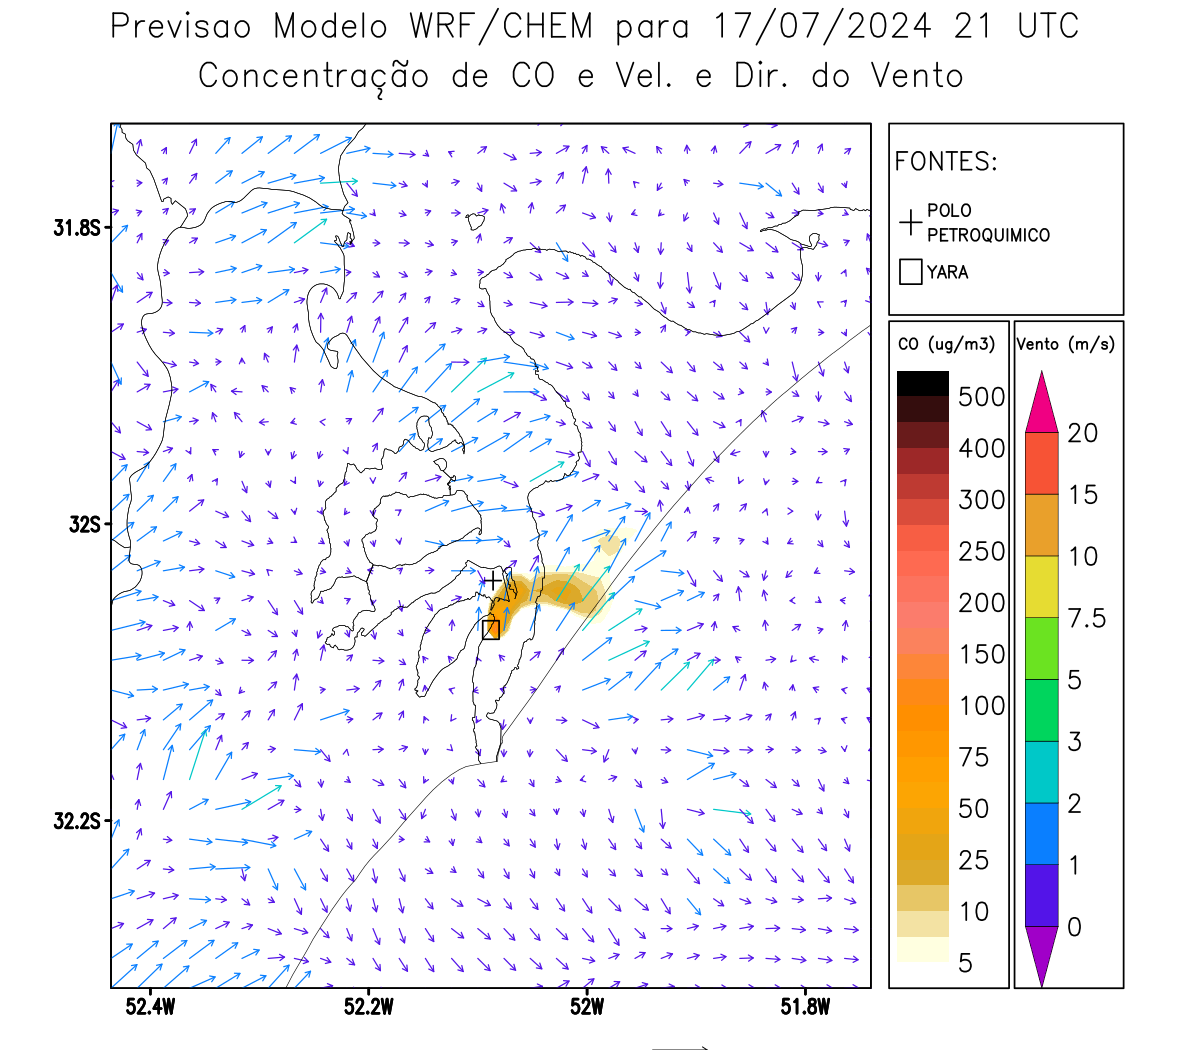 Previsao Modelo WRF/CHEM para 17/07/2024 21 UTC
Concentração de CO e Vel. e Dir. do Vento
FONTES:
POLO
PETROQUIMICO
YARA
CO (ug/m3)
500
400
300
250
200
150
100
75
50
25
10
5
Vento (m/s)
20
15
10
7.5
5
3
2
1
0
31.8S
32S
32.2S
52.4W
52.2W
52W
51.8W